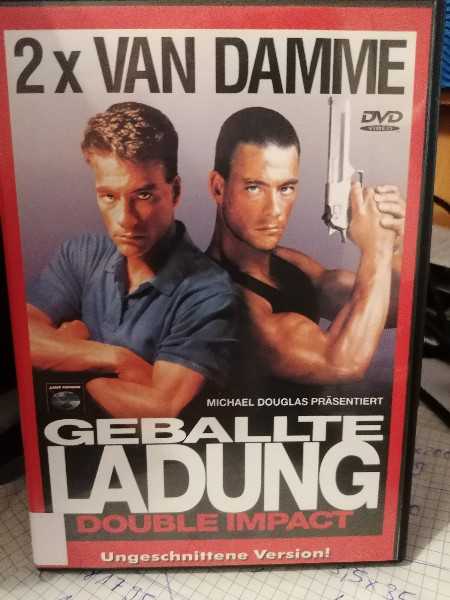 2 x VAN DAMME
DVD
VIDEO
MICHAEL DOUGLAS PRÄSENTIERT
GEBALLTE
LADUNG
DOUBLE IMPACT
Ungeschnittene Version!